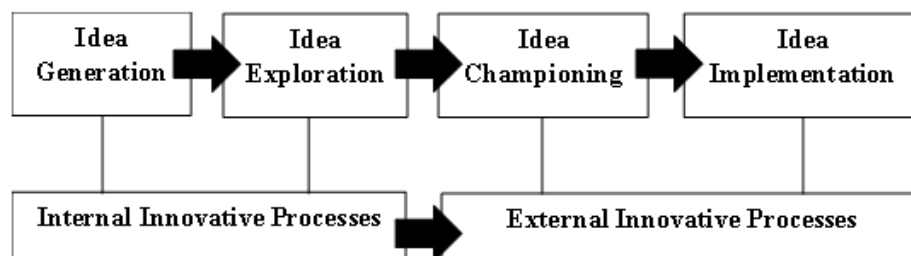 Idea
Generation
Idea
Exploration
Idea
Championing
Idea
Implementation
Internal Innovative Processes
External Innovative Processes